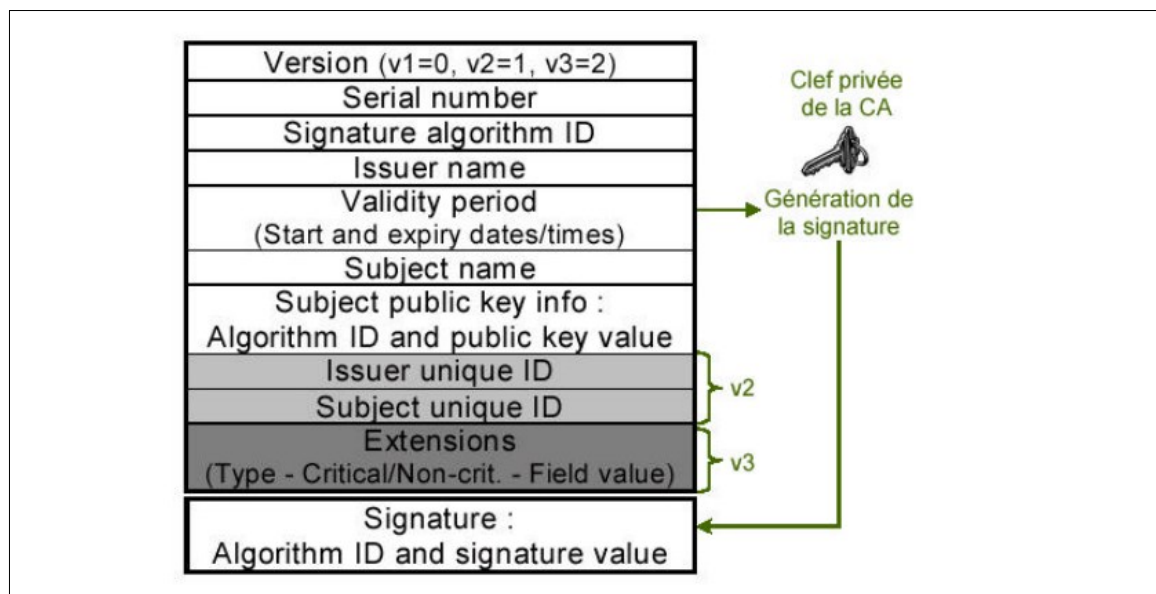 Version (v1=0, v2=1, v3=2)
Serial number
Signature algorithm ID
Issuer name
Validity period
(Start and expiry dates/times)
Subject name
Subject public key info :
Algorithm ID and public key value
Issuer unique ID
Subject unique ID
v2
Extensions
(Type - Critical/Non-crit. - Field value)
v3
Signature :
Algorithm ID and signature value
Clef privée
de la CA
Génération de
la signature